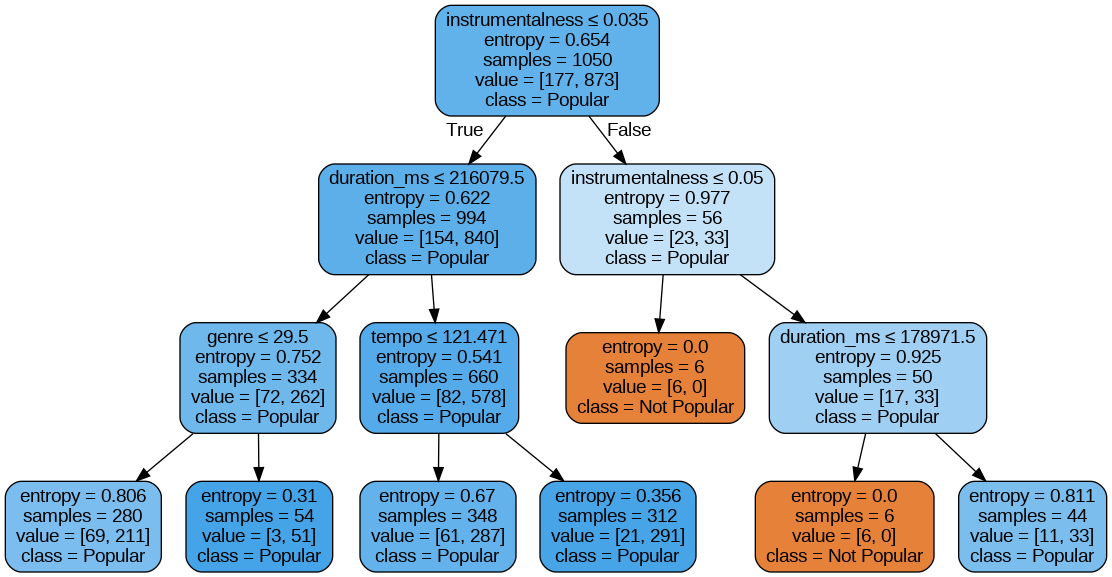 instrumentalness ≤ 0.035
entropy = 0.654
samples = 1050
value = [177, 873]
class = Popular
True
False
duration_ms ≤ 216079.5
entropy = 0.622
samples = 994
value = [154, 840]
class = Popular
instrumentalness ≤ 0.05
entropy = 0.977
samples = 56
value = [23, 33]
class = Popular
genre ≤ 29.5
entropy = 0.752
samples = 334
value = [72, 262]
class = Popular
tempo ≤ 121.471
entropy = 0.541
samples = 660
value = [82, 578]
class = Popular
entropy = 0.0
samples = 6
value = [6, 0]
class = Not Popular
duration_ms ≤ 178971.5
entropy = 0.925
samples = 50
value = [17, 33]
class = Popular
entropy = 0.806
samples = 280
value = [69, 211]
class = Popular
entropy = 0.31
samples = 54
value = [3, 51]
class = Popular
entropy = 0.67
samples = 348
value = [61, 287]
class = Popular
entropy = 0.356
samples = 312
value = [21, 291]
class = Popular
entropy = 0.0
samples = 6
value = [6, 0]
class = Not Popular
entropy = 0.811
samples = 44
value = [11, 33]
class = Popular